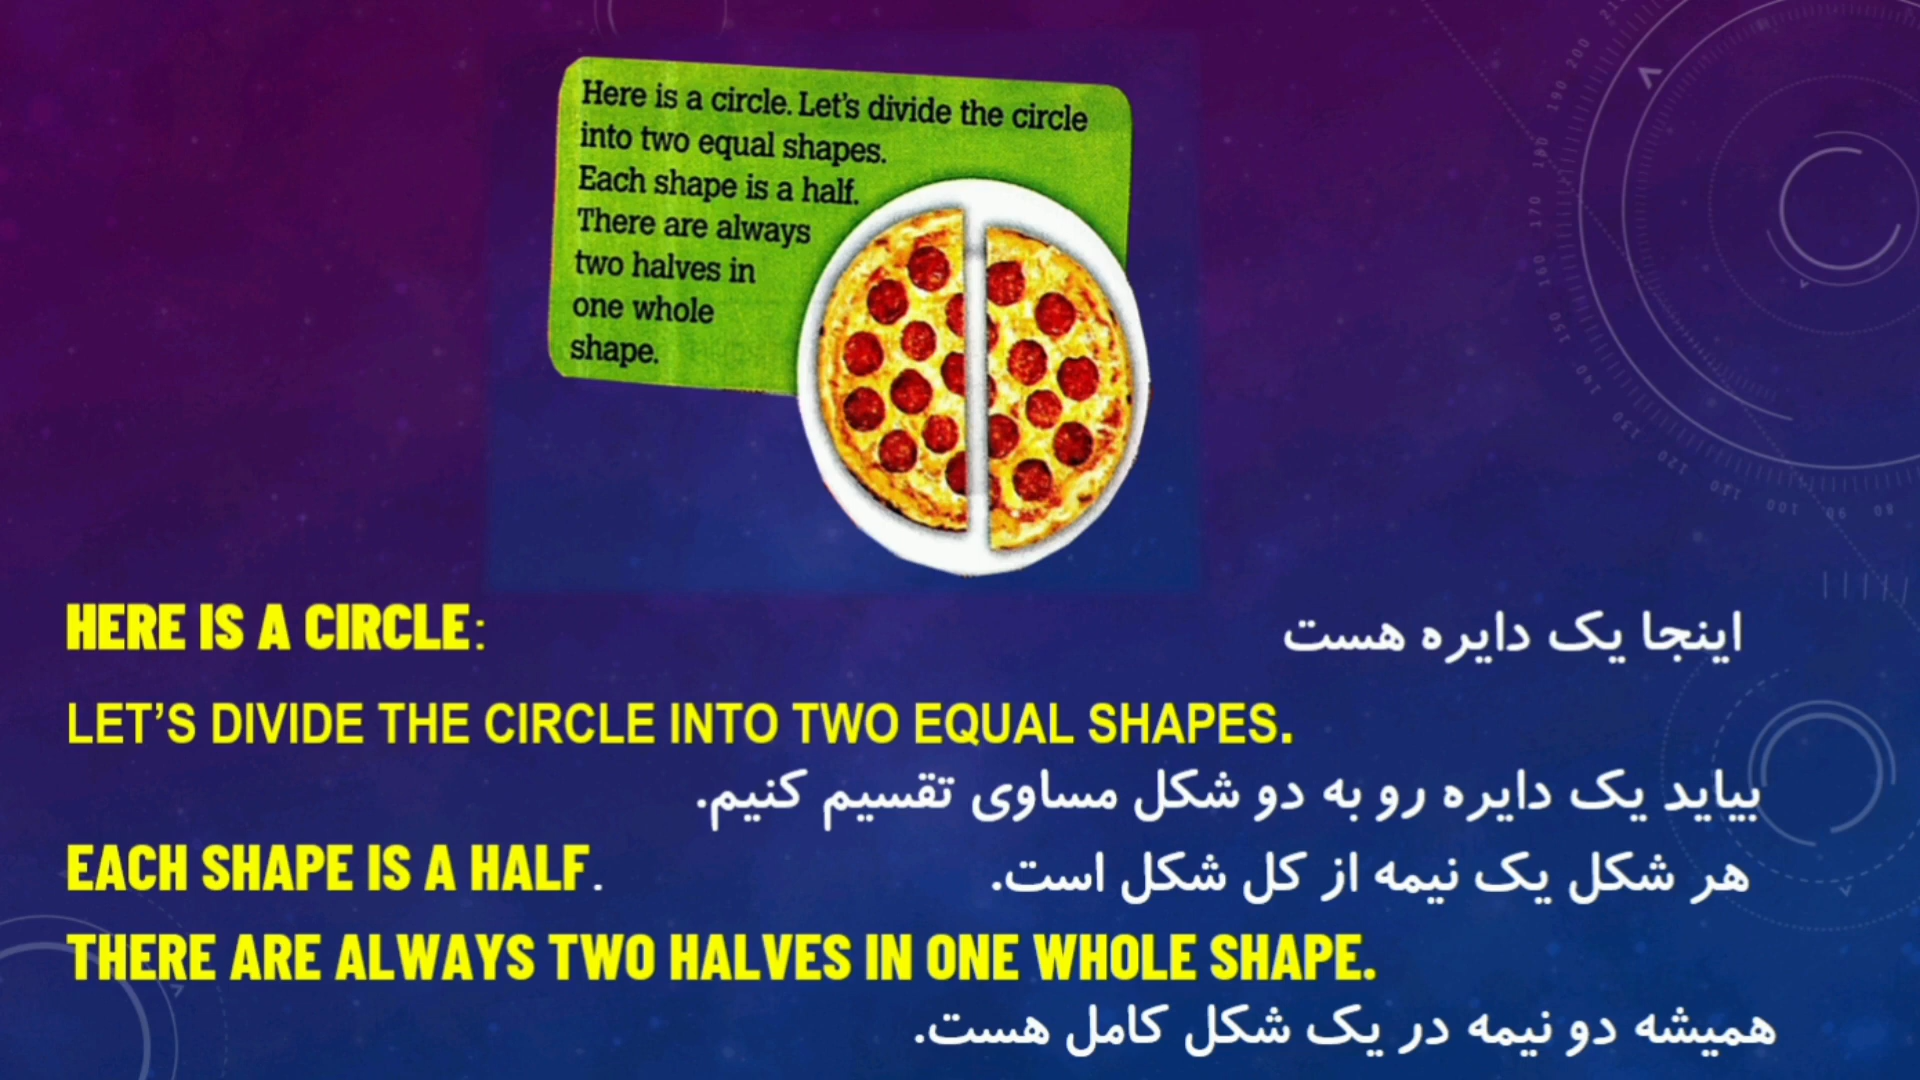 Here is a circle. Let's divide the circle
into two equal shapes.
Each shape is a half.
There are always
two halves in
one whole
shape.
HERE IS A CIRCLE:
اینجا یک دایره هست
LET’S DIVIDE THE CIRCLE INTO TWO EQUAL SHAPES.
بیاید یک دایره رو به دو شکل مساوی تقسیم کنیم.
EACH SHAPE IS A HALF.
هر شکل یک نیمه از کل شکل است.
THERE ARE ALWAYS TWO HALVES IN ONE WHOLE SHAPE.
همیشه دو نیمه در یک شکل کامل هست.